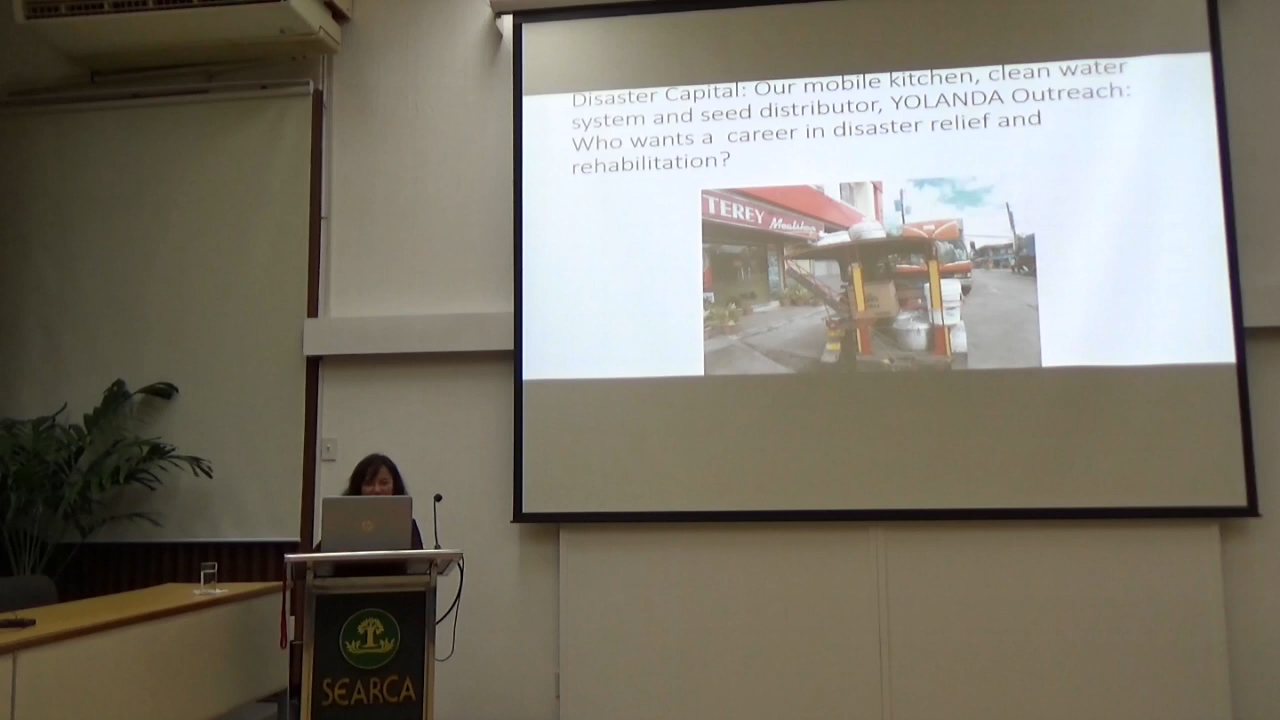 Disaster Capital: Our mobile kitchen, clean water
system and seed distributor, YOLANDA Outreach:
Who wants a  career in disaster relief and
rehabilitation?
TEREY
hp
SEARCA